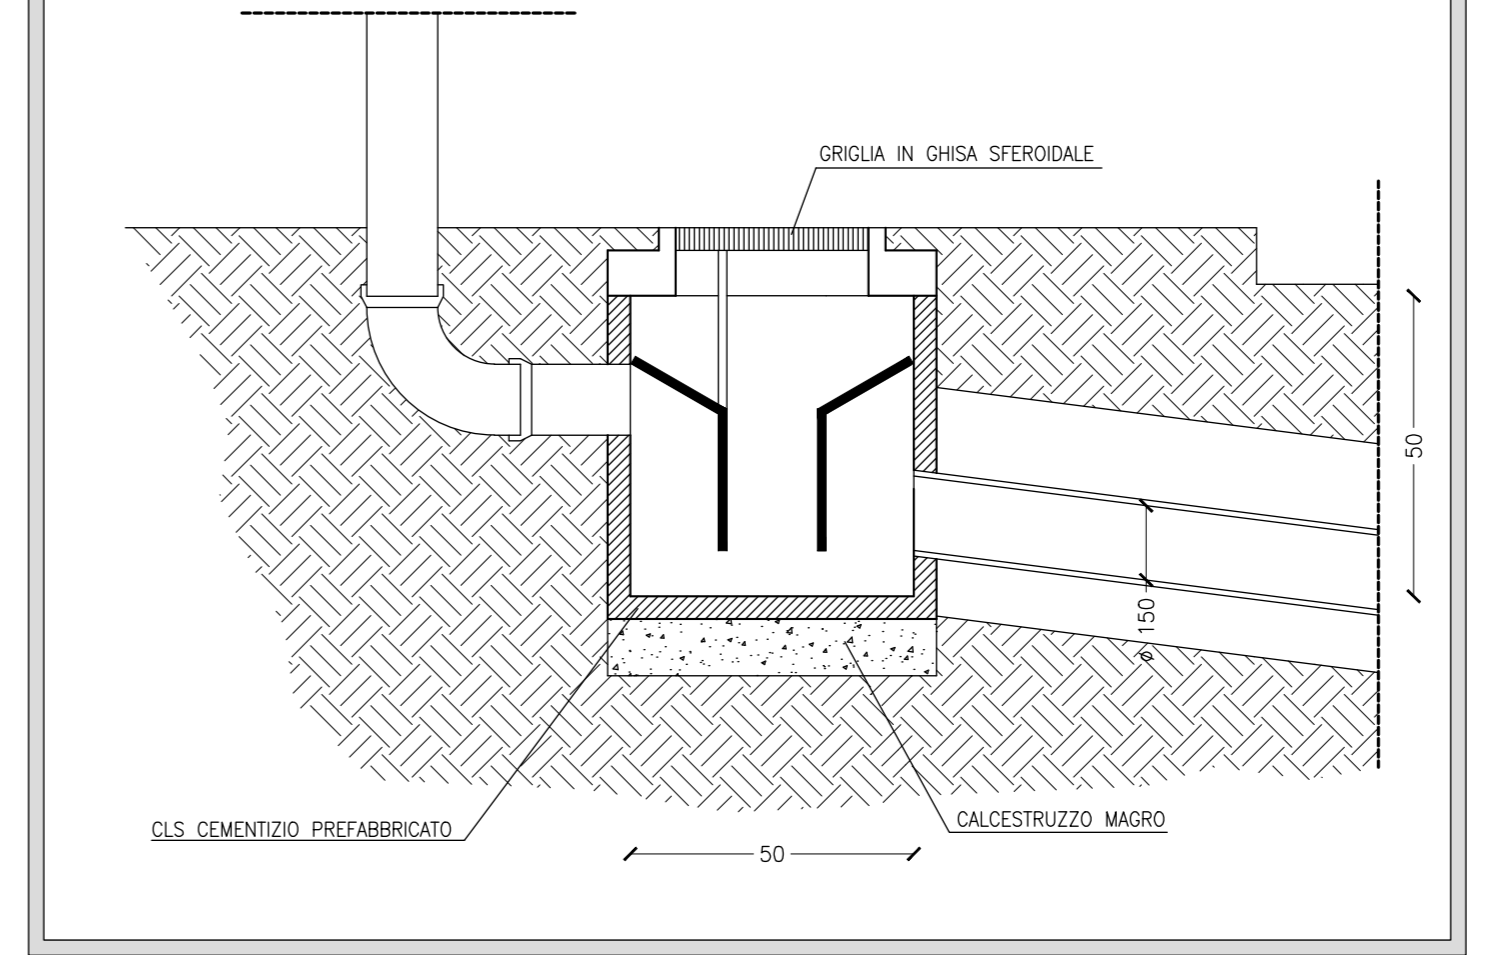 GRIGLIA IN GHISA SFEROIDALE
50
ø 150
CALCESTRUZZO MAGRO
CLS CEMENTIZIO PREFABBRICATO
50